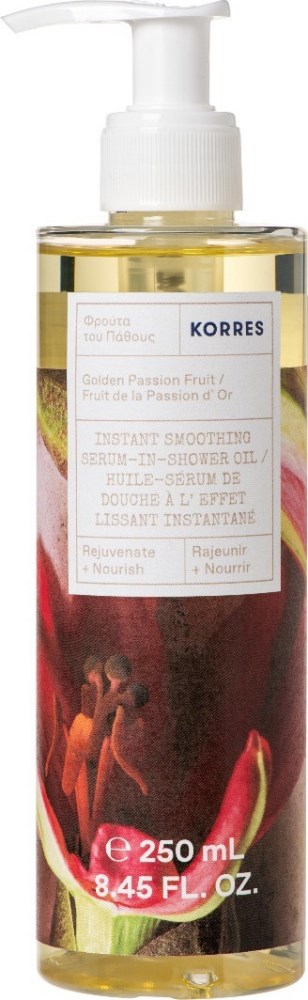 Φρούτα
του Πάθους
KORRES
Golden Passion Fruit /
Fruit de la Passion d' Or
INSTANT SMOOTHING
SERUM-IN-SHOWER OIL /
HUILE-SÉRUM DE
DOUCHE À L' EFFET
LISSANT INSTANTANÉ
Rejuvenate
+ Nourish
Rajeunir
+ Nourrir
℮ 250 mL
8.45 FL. OZ.